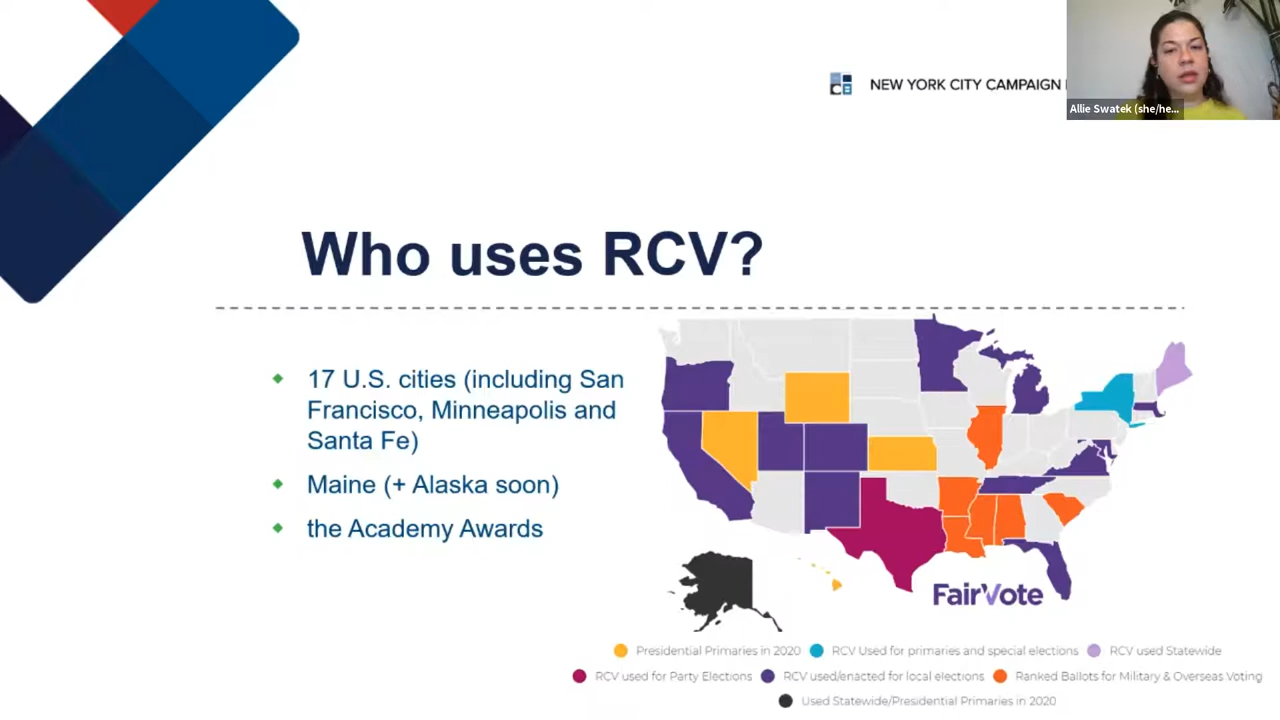 NEW YORK CITY CAMPAIGN
Allie Swatek (she/he...
Who uses RCV?
17 U.S. cities (including San
Francisco, Minneapolis and
Santa Fe)
Maine (+ Alaska soon)
the Academy Awards
FairVote
Presidential Primaries in 2020 RCV Used for primaries and special elections RCV used Statewide
RCV used for Party Elections RCV used/enacted for local elections Ranked Ballots for Military & Overseas Voting
Used Statewide/Presidential Primaries in 2020